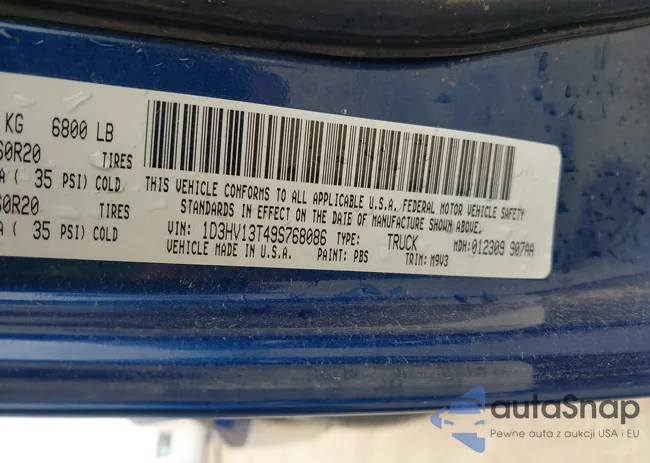 KG 6800 LB
TIRES
( 35 PSI) COLD
TIRES
( 35 PSI) COLD
THIS VEHICLE CONFORMS TO ALL APPLICABLE U.S.A. FEDERAL MOTOR VEHICLE SAFETY
STANDARDS IN EFFECT ON THE DATE OF MANUFACTURE SHOWN ABOVE.
VIN: 1D3HV13T49S768086 TYPE: TRUCK MDH: 012309 907AA
VEHICLE MADE IN U.S.A. PAINT: PBS TRIM: M9V3
autoSnap
Pewne auta z aukcji USA i EU